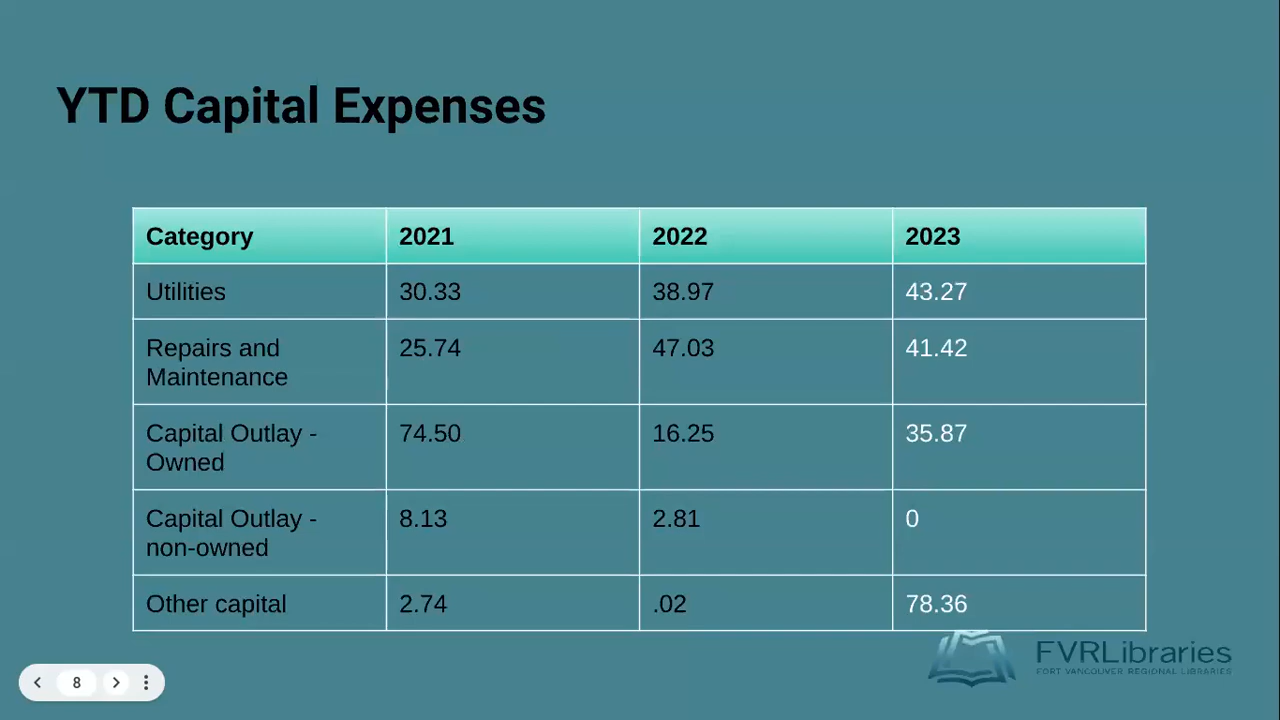 YTD Capital Expenses
Category 2021 2022 2023
Utilities 30.33 38.97 43.27
Repairs and 25.74 47.03 41.42
Maintenance
Capital Outlay - 74.50 16.25 35.87
Owned
Capital Outlay - 8.13 2.81 0
non-owned
Other capital 2.74 .02 78.36
FVRLibraries
FORT VANCOUVER REGIONAL LIBRARIES
8